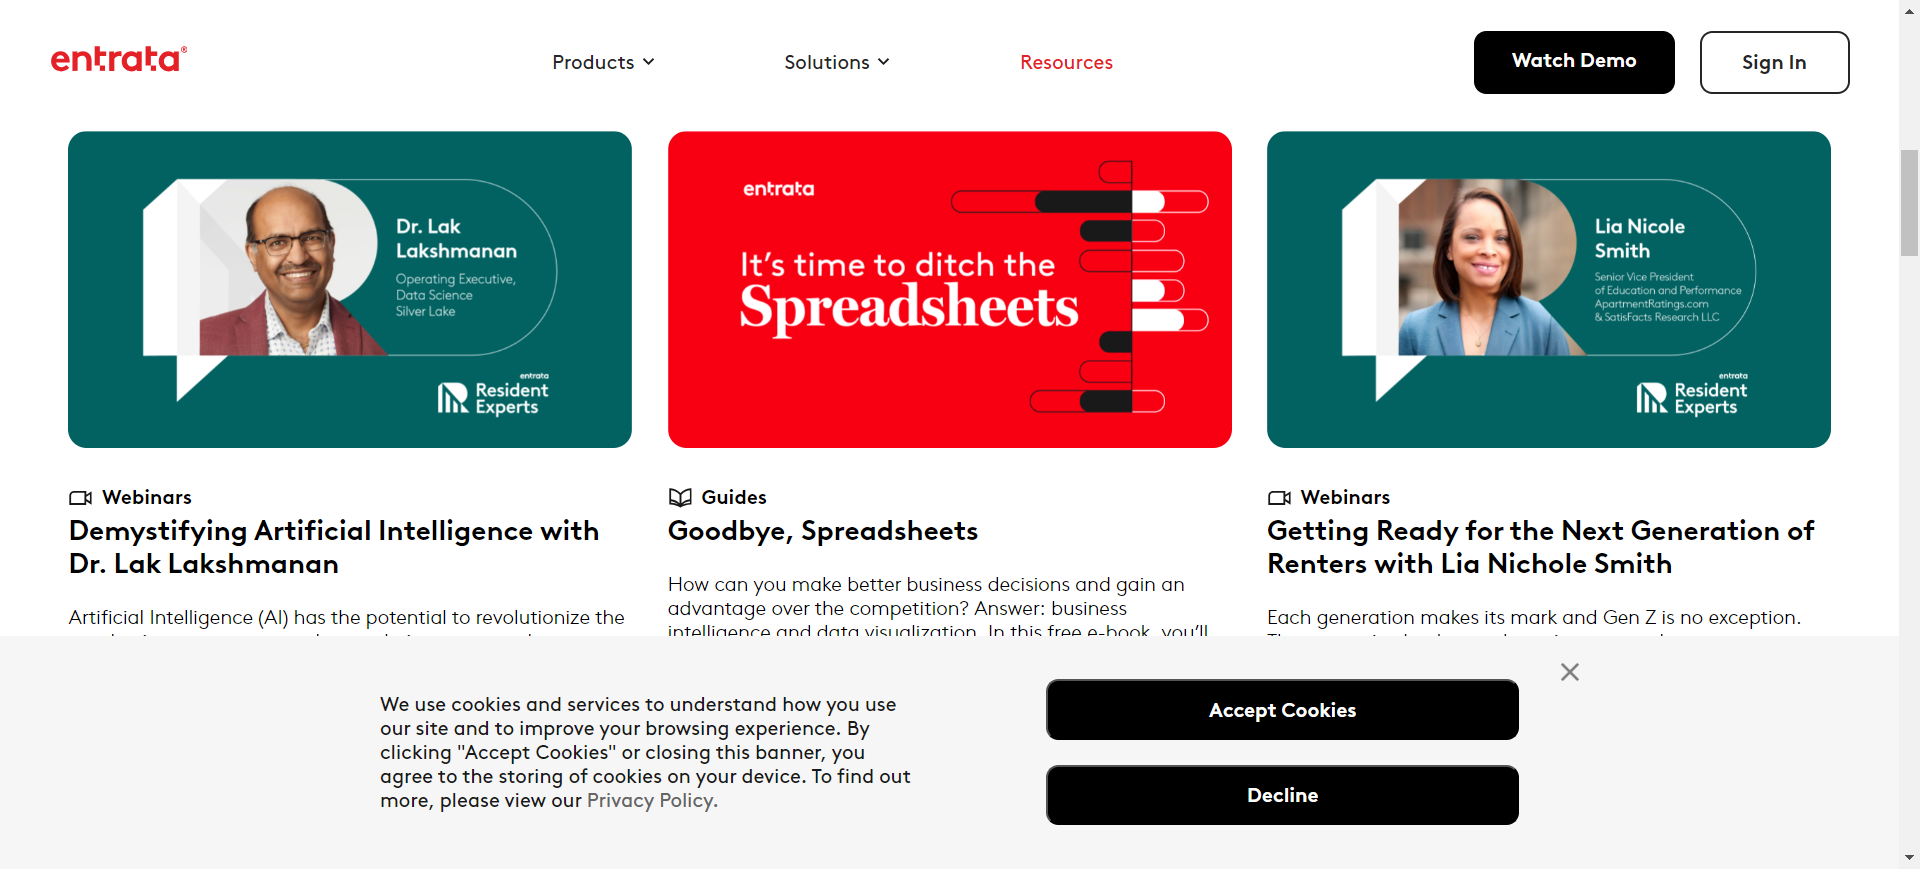 entrata®
Products
Solutions
Resources
Watch Demo
Sign In
Dr. Lak
Lakshmanan
Operating Executive,
Data Science
Silver Lake
entrata
Resident
Experts
entrata
It's time to ditch the
Spreadsheets
Lia Nicole
Smith
Senior Vice President
of Education and Performance
ApartmentRatings.com
& SatisFacts Research LLC
entrata
Resident
Experts
Webinars
Demystifying Artificial Intelligence with
Dr. Lak Lakshmanan
Artificial Intelligence (AI) has the potential to revolutionize the
Guides
Goodbye, Spreadsheets
How can you make better business decisions and gain an
advantage over the competition? Answer: business
intelligence and data visualization. In this free e-book, you'll
Webinars
Getting Ready for the Next Generation of
Renters with Lia Nichole Smith
Each generation makes its mark and Gen Z is no exception.
We use cookies and services to understand how you use
our site and to improve your browsing experience. By
clicking "Accept Cookies" or closing this banner, you
agree to the storing of cookies on your device. To find out
more, please view our Privacy Policy.
Accept Cookies
Decline